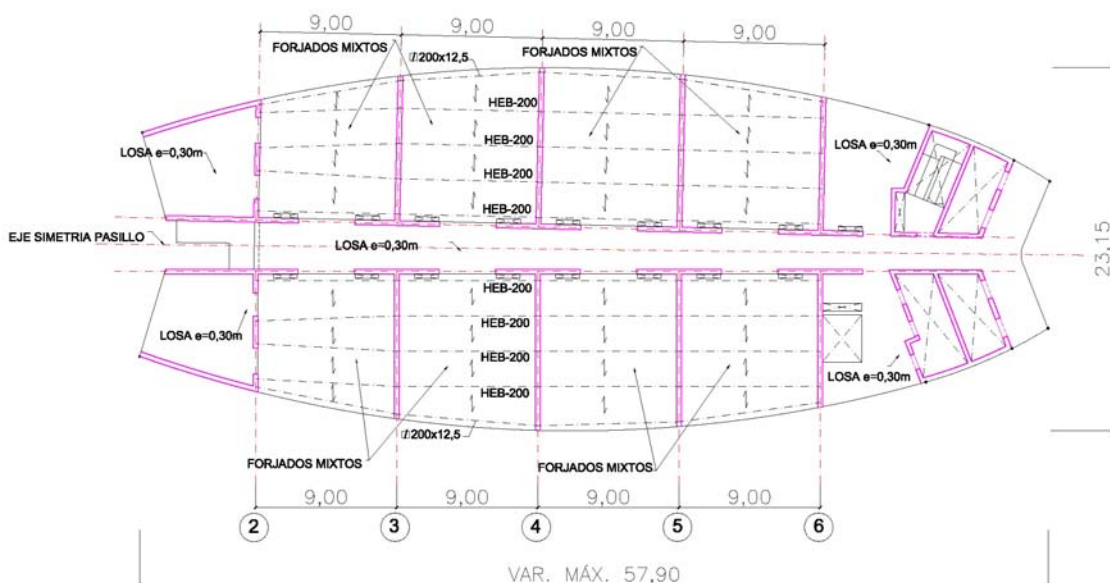 9,00 9,00 9,00 9,00
FORJADOS MIXTOS FORJADOS MIXTOS
200x12,5
HEB-200
LOSA e=0,30m
LOSA e=0,30m
HEB-200
HEB-200
HEB-200
EJE SIMETRIA PASILLO
LOSA e=0,30m
23,15
HEB-200
HEB-200
LOSA e=0,30m
HEB-200
LOSA e=0,30m
HEB-200
200x12,5
FORJADOS MIXTOS FORJADOS MIXTOS
9,00 9,00 9,00 9,00
2 3 4 5 6
VAR. MÁX. 57,90